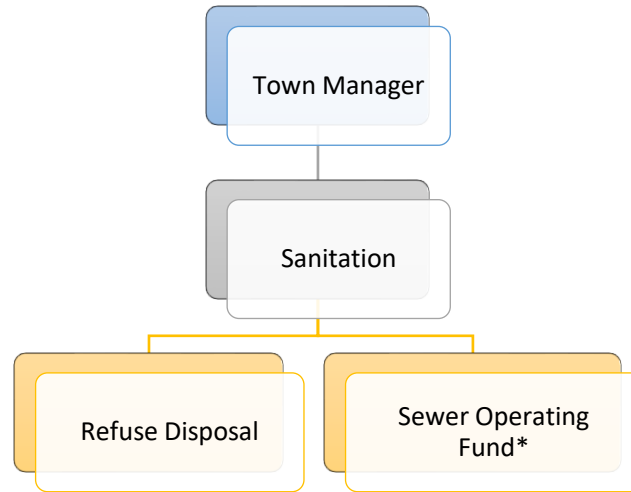 Town Manager
Sanitation
Refuse Disposal
Sewer Operating
Fund*